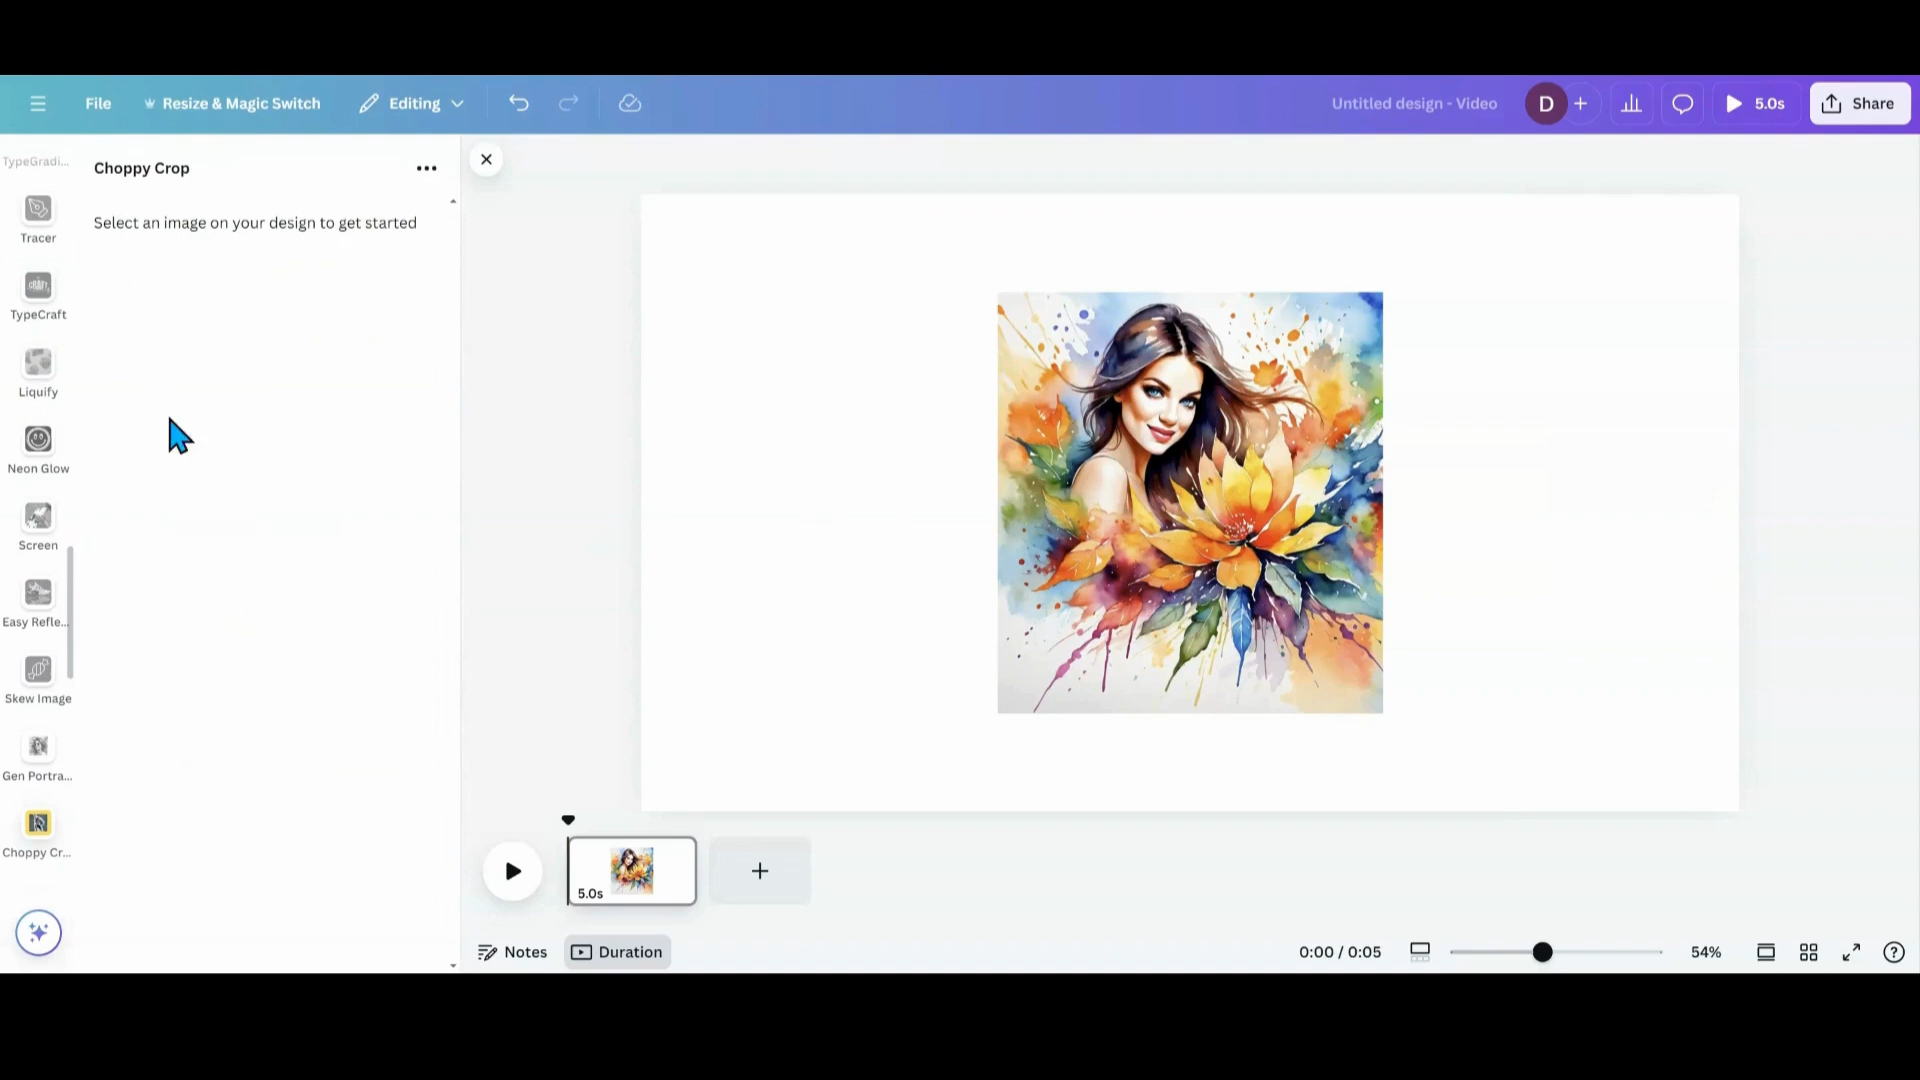 File
Resize & Magic Switch
Editing
Untitled design - Video
D
5.0s
Share
TypeGradi...
Choppy Crop
Select an image on your design to get started
Tracer
CRAFT
TypeCraft
Liquify
Neon Glow
Screen
Easy Refle...
Skew Image
Gen Portra...
Choppy Cr...
5.0s
Notes
Duration
0:00 / 0:05
54%